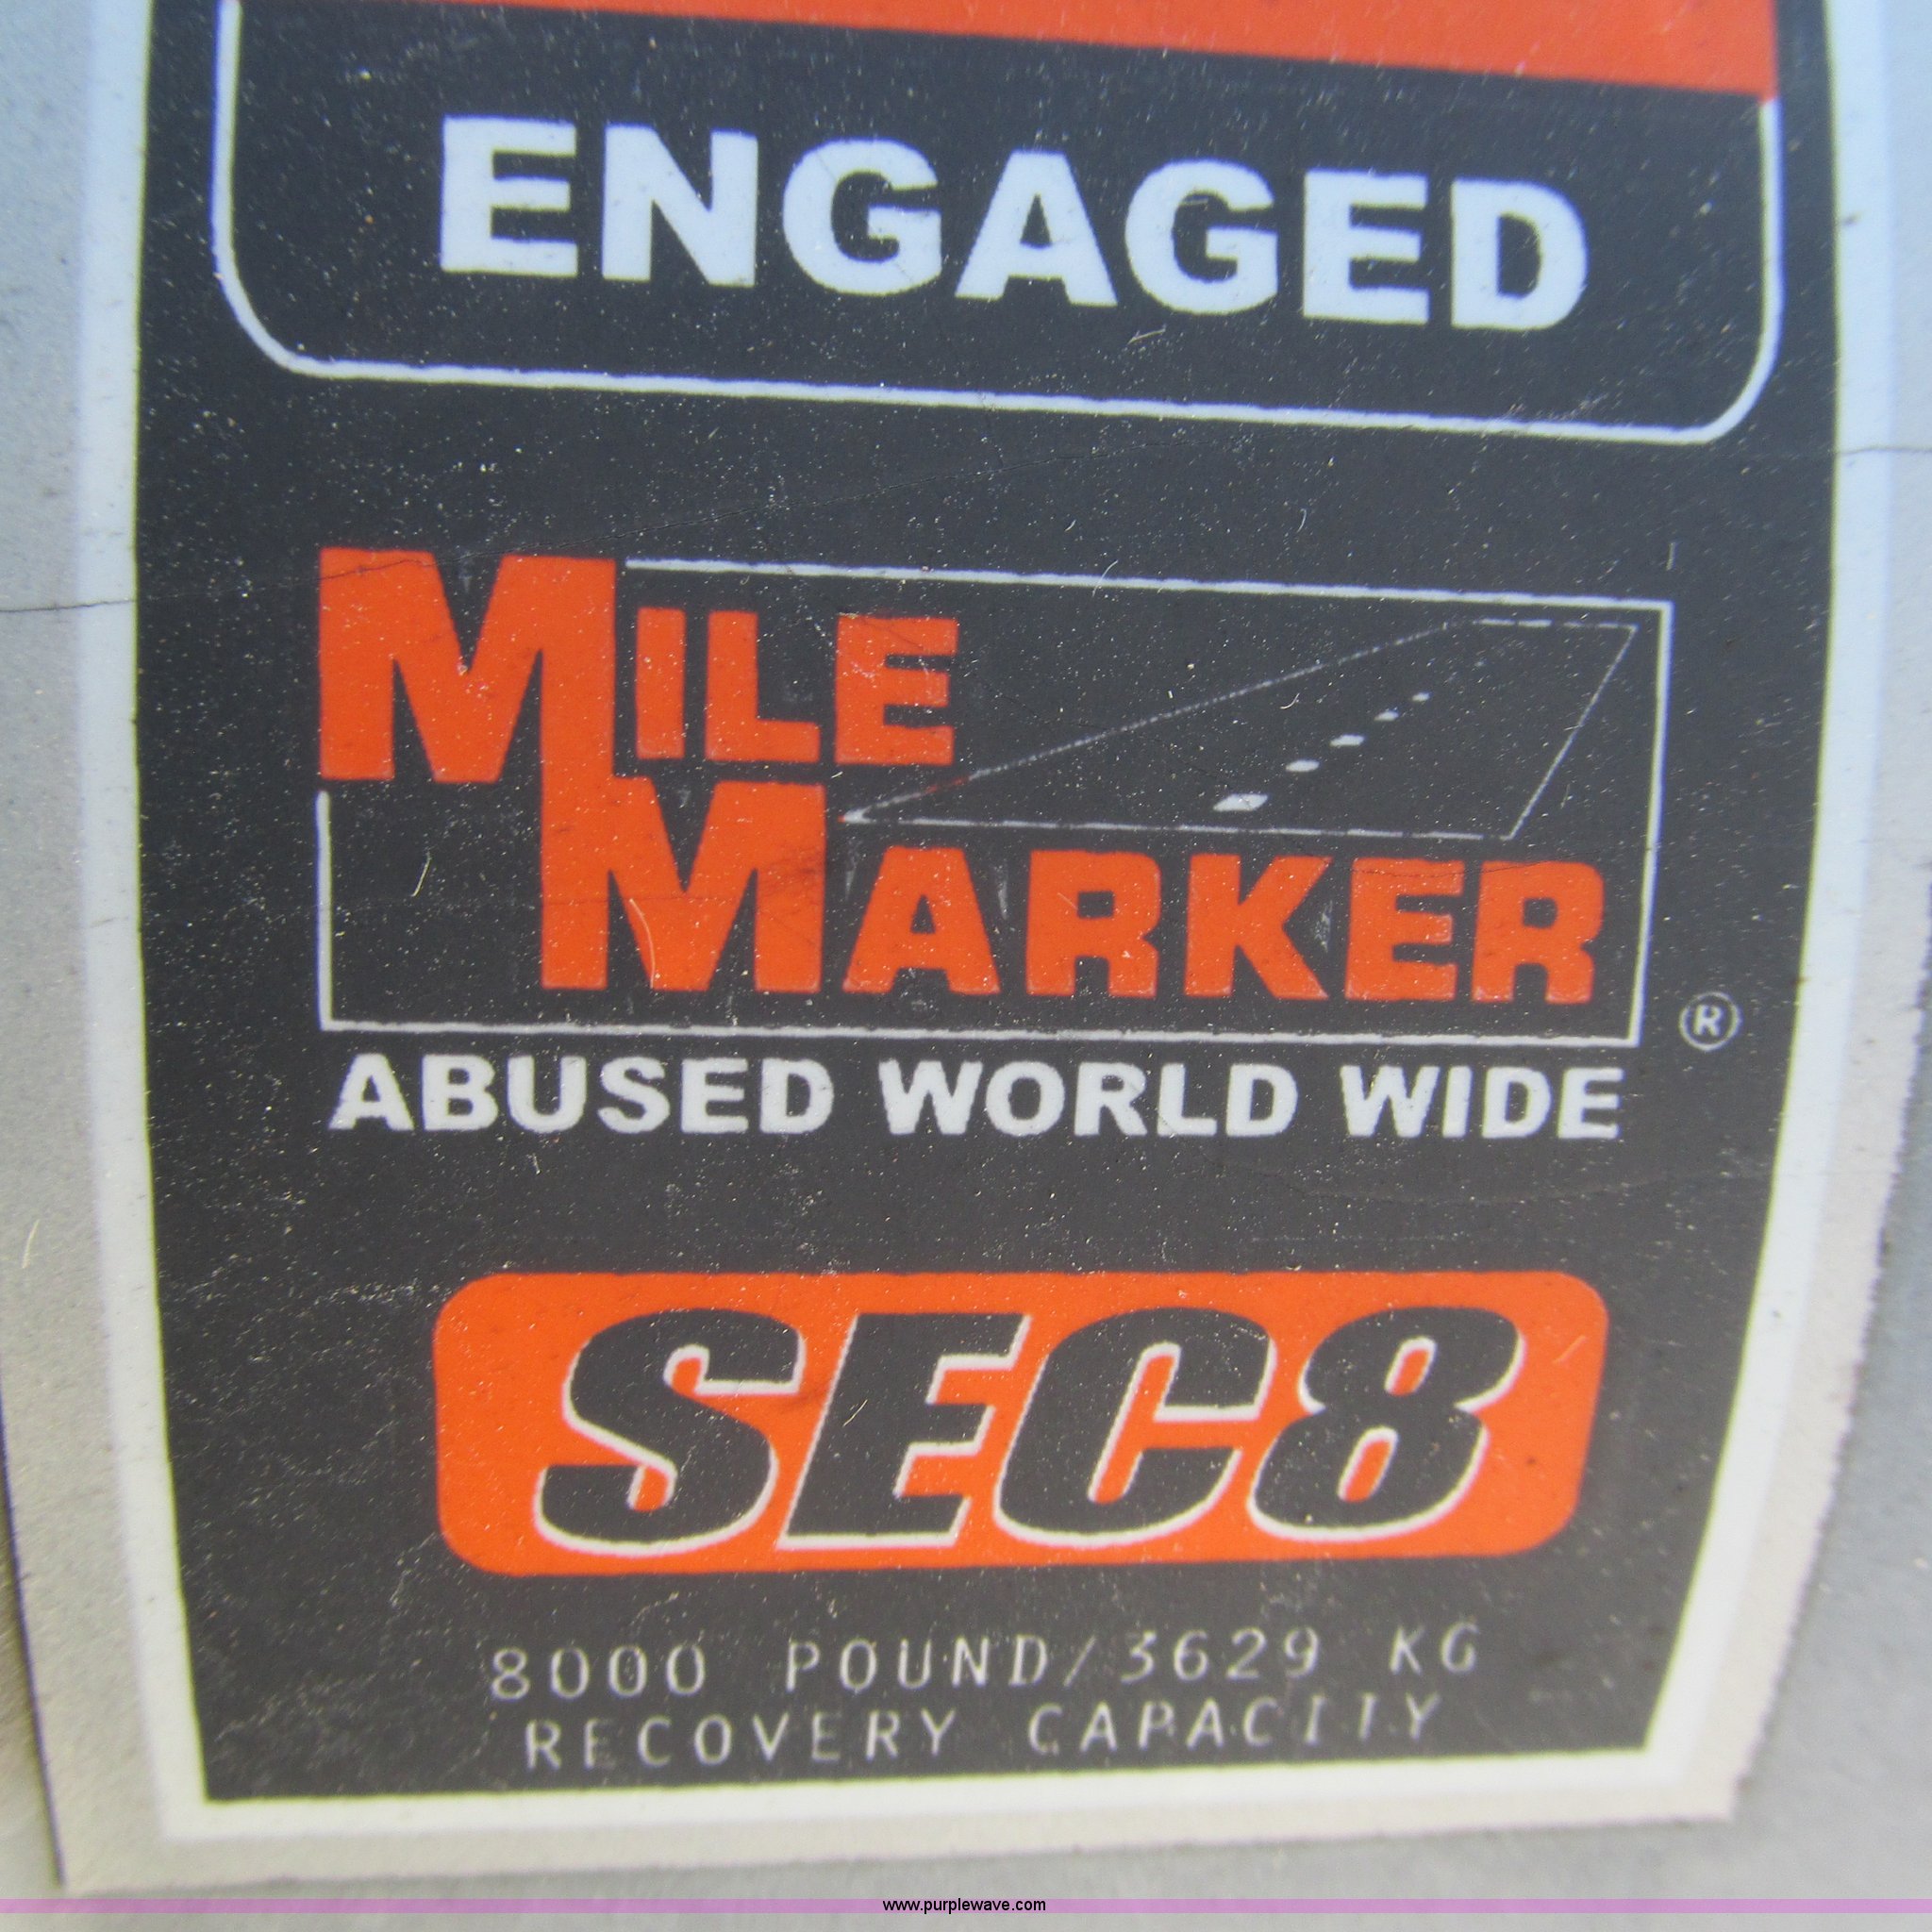 ENGAGED
MILE
MARKER
®
ABUSED WORLD WIDE
SEC8
8000 POUND/3629 KG
RECOVERY CAPACITY
www.purplewave.com